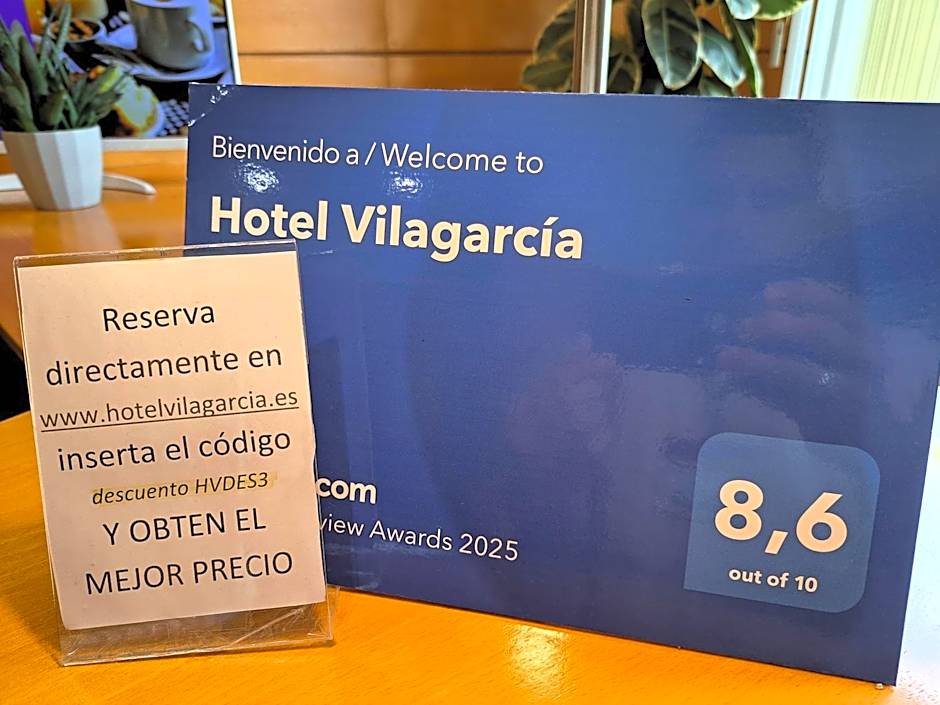 Bienvenido a / Welcome to
Hotel Vilagarcía
.com
view Awards 2025
8,6
out of 10
Reserva
directamente en
www.hotelvilagarcia.es
inserta el código
descuento HVDES3
Y OBTEN EL
MEJOR PRECIO